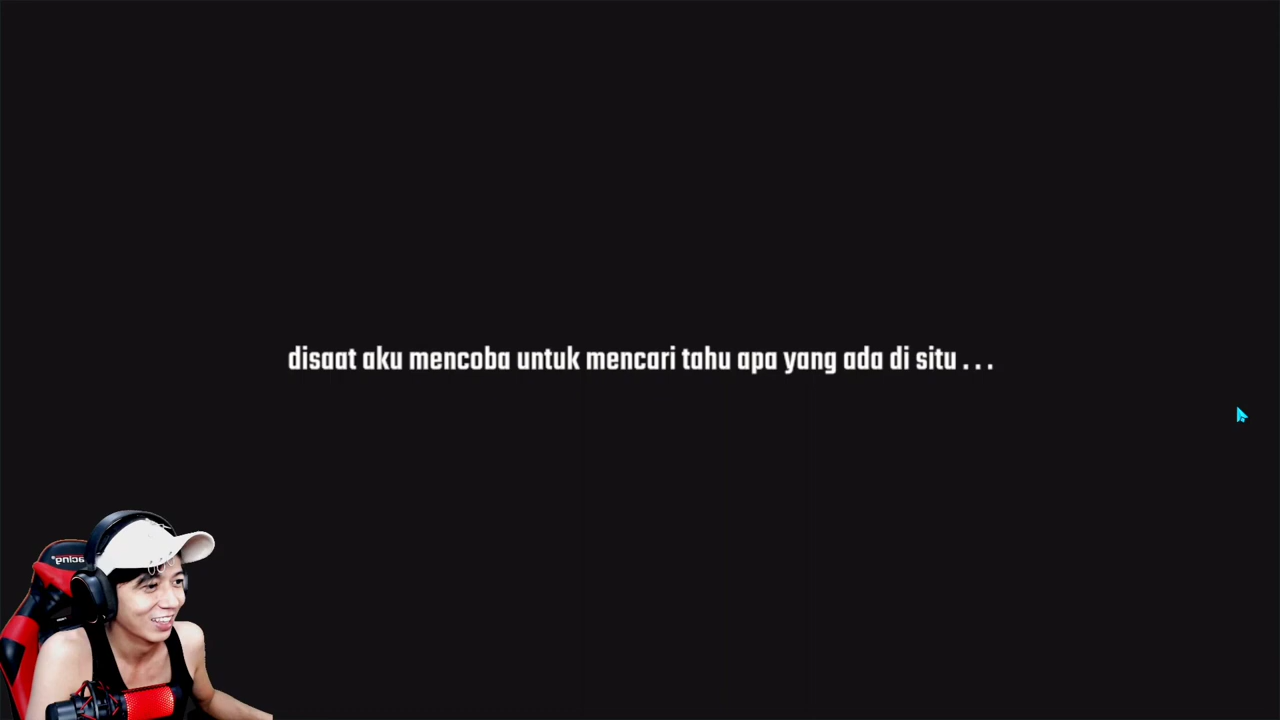 disaat aku mencoba untuk mencari tahu apa yang ada di situ . . .